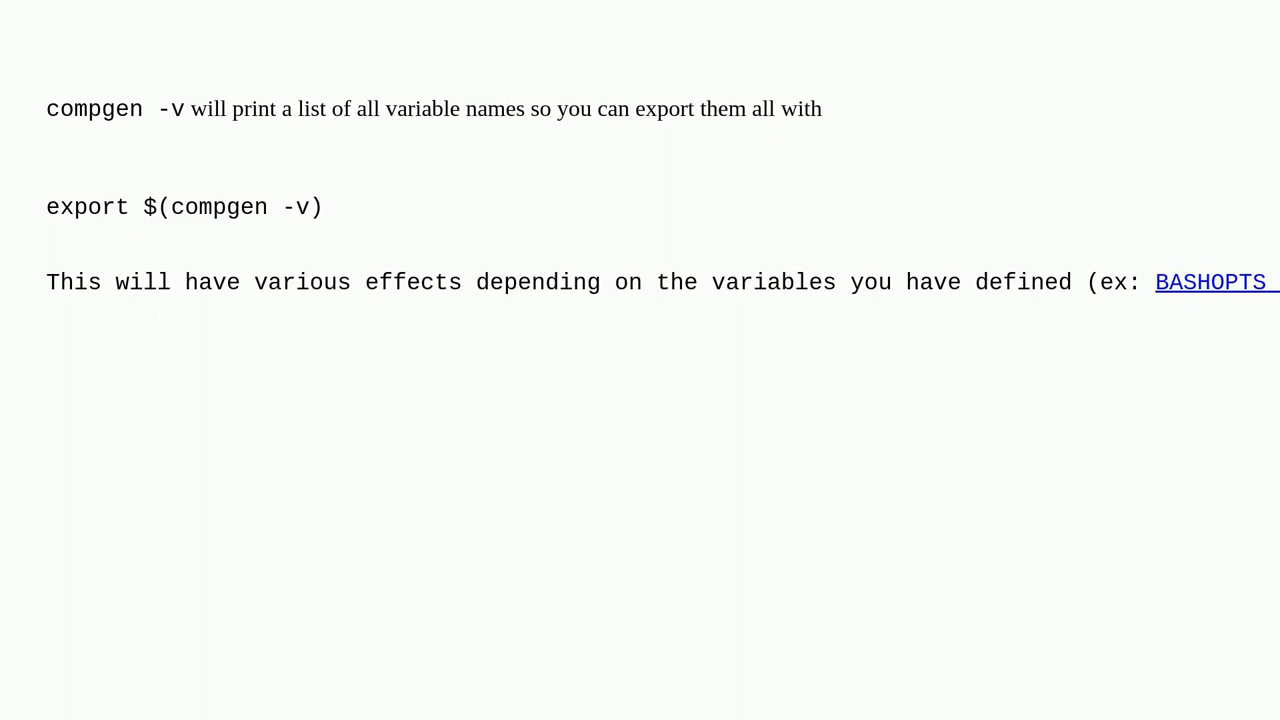 compgen -v will print a list of all variable names so you can export them all with
export $(compgen -v)
This will have various effects depending on the variables you have defined (ex: BASHOPTS